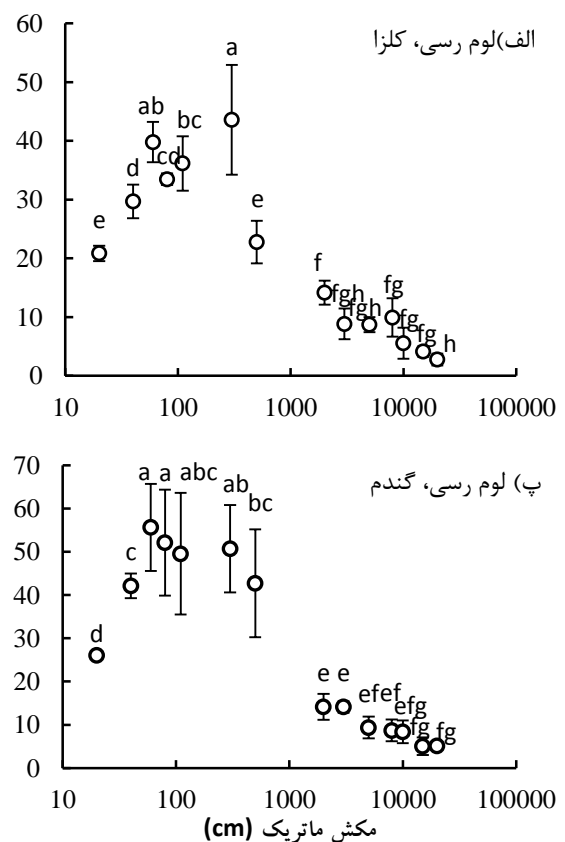 الف)لوم رسی، کلزا
60
50
40
30
20
10
0
e
d
ab
cd
bc
a
e
f
fgh
fgh
fg
fg
fg
h
10
100
1000
10000
100000
پ) لوم رسی، گندم
70
60
50
40
30
20
10
0
d
c
a
a
abc
ab
bc
e
e
ef
ef
efg
fg
fg
10
100
1000
10000
100000
مکش ماتریک (cm)